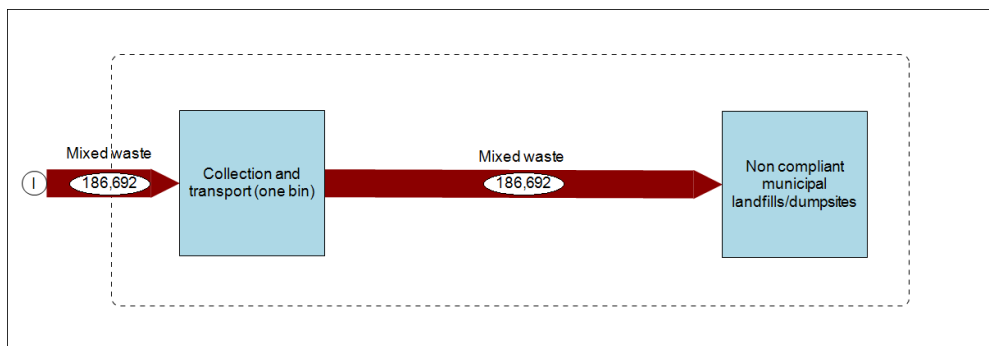 Mixed waste
I
186,692
Collection and
transport (one bin)
Mixed waste
186,692
Non compliant
municipal
landfills/dumpsites